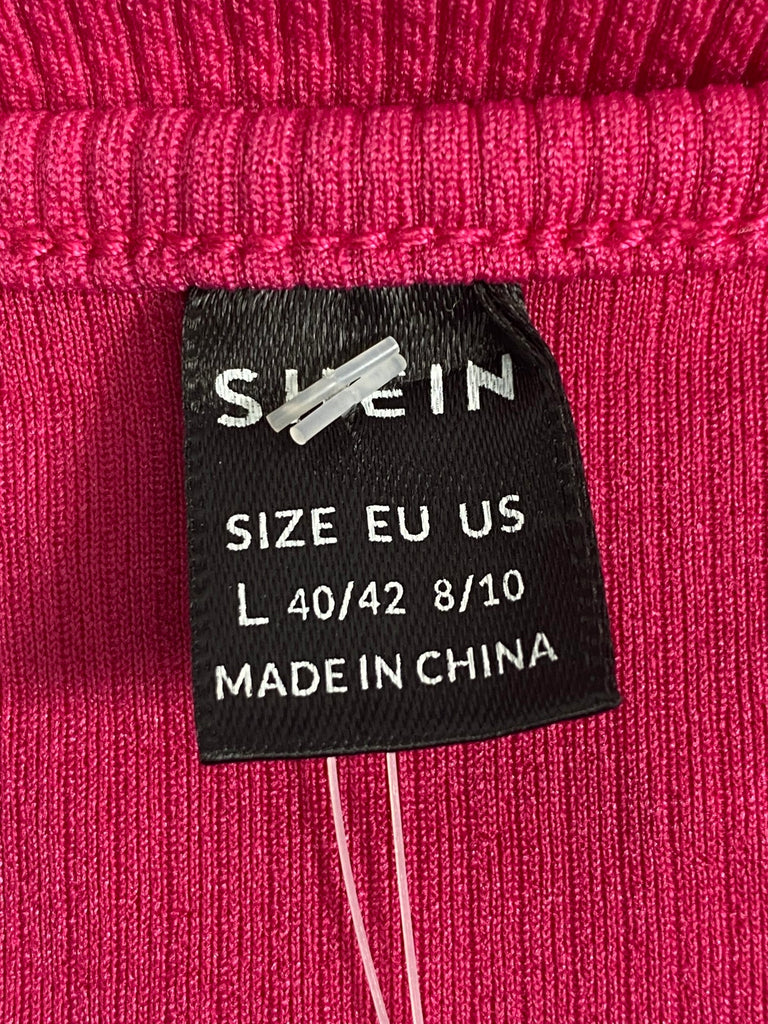 SHEIN
SIZE EU US
L 40/42 8/10
MADE IN CHINA